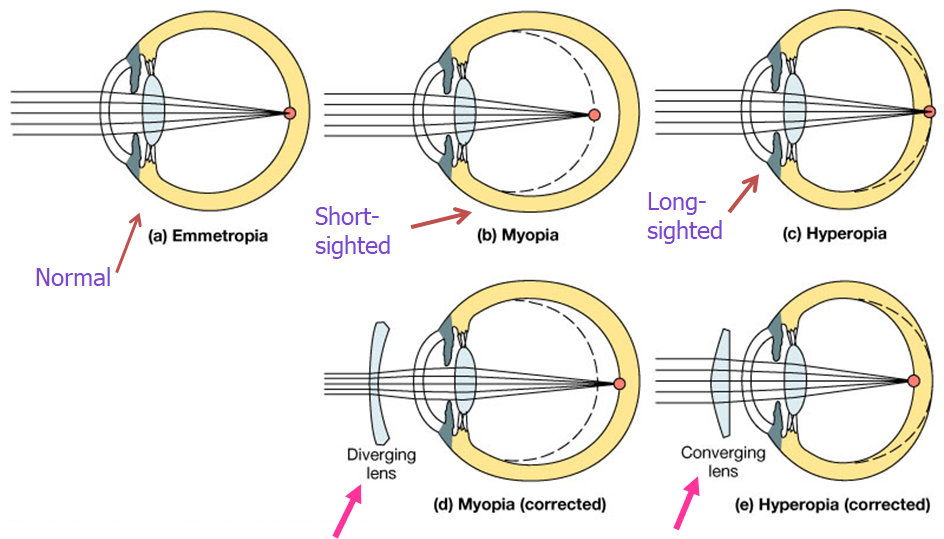 Normal
(a) Emmetropia
Short-
sighted
(b) Myopia
Long-
sighted
(c) Hyperopia
Diverging
lens
(d) Myopia (corrected)
Converging
lens
(e) Hyperopia (corrected)